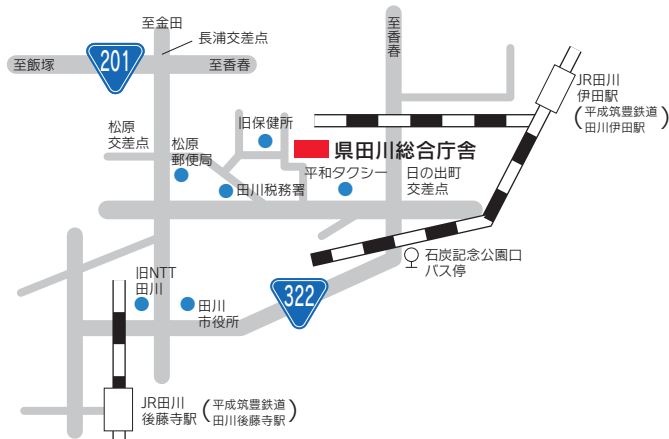 至金田
長浦交差点
至飯塚
201
至香春
至香春
JR田川
伊田駅
(平成筑豊鉄道
田川伊田駅)
旧保健所
松原
交差点
松原
郵便局
県田川総合庁舎
平和タクシー
日の出町
交差点
田川税務署
石炭記念公園口
バス停
旧NTT
田川
322
田川
市役所
JR田川
後藤寺駅
(平成筑豊鉄道
田川後藤寺駅)